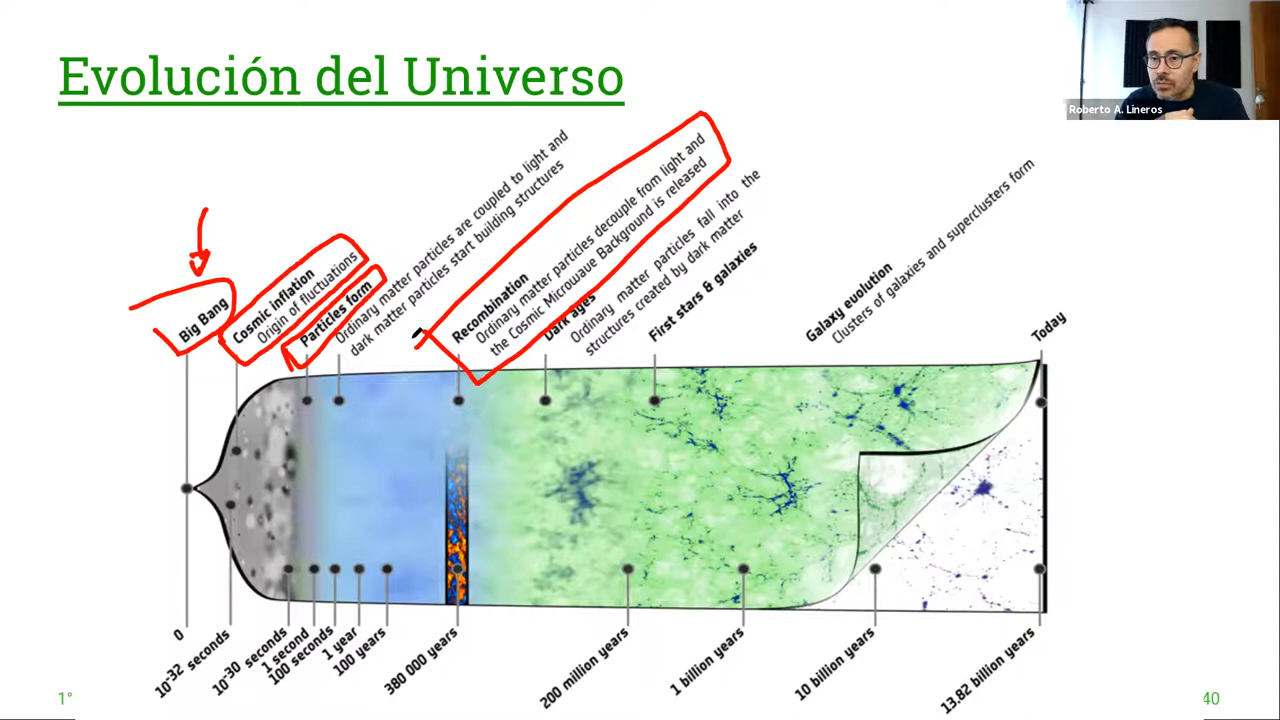 Evolución del Universo
Roberto A. Lineros
Big Bang
Cosmic inflation
Origin of fluctuations
Particles form
Ordinary matter particles are coupled to light and
dark matter particles start building structures
Recombination
Ordinary matter particles decouple from light and
the Cosmic Microwave Background is released
Dark ages
Ordinary matter particles fall into the
structures created by dark matter
First stars & galaxies
Galaxy evolution
Clusters of galaxies and superclusters form
Today
0
10-32 seconds
10-30 seconds
1 second
100 seconds
1 year
100 years
380 000 years
200 million years
1 billion years
10 billion years
13.82 billion years
1°
40